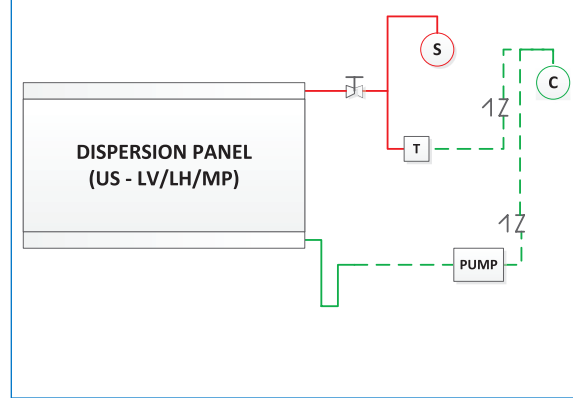 S
C
T
DISPERSION PANEL
(US - LV/LH/MP)
PUMP